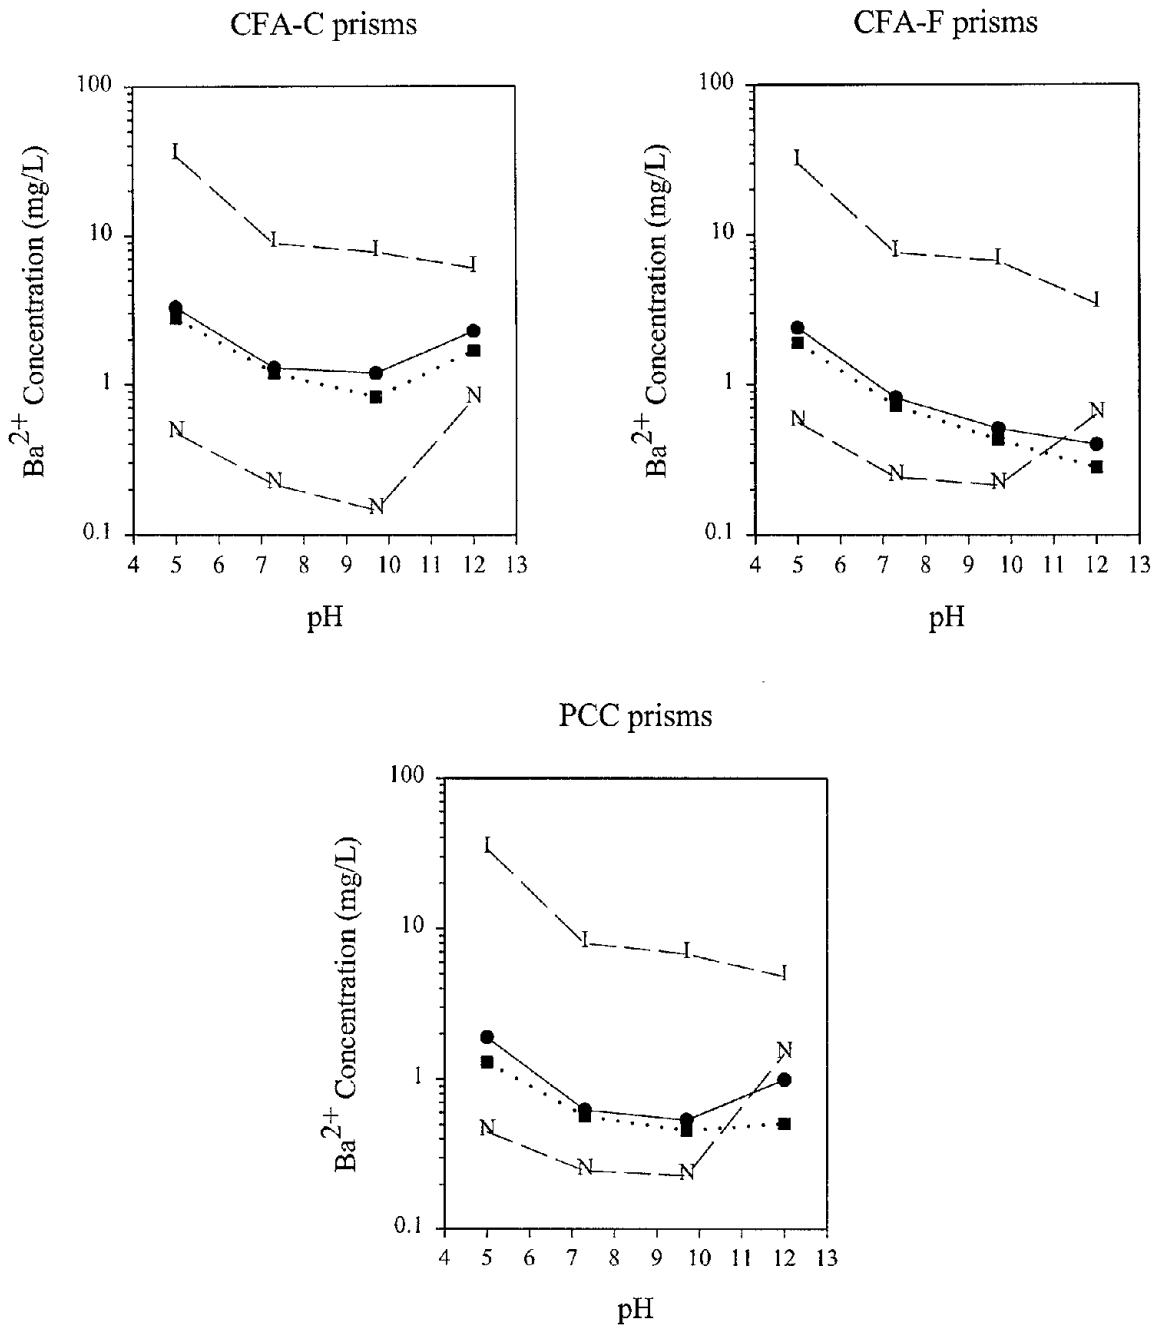 CFA-C prisms
100
10
1
0.1
Ba2+ Concentration (mg/L)
I
I
I
I
N
N
N
N
4 5 6 7 8 9 10 11 12 13
pH
CFA-F prisms
100
10
1
0.1
Ba2+ Concentration (mg/L)
I
I
I
I
N
N
N
N
4 5 6 7 8 9 10 11 12 13
pH
PCC prisms
100
10
1
0.1
Ba2+ Concentration (mg/L)
I
I
I
I
N
N
N
N
4 5 6 7 8 9 10 11 12 13
pH